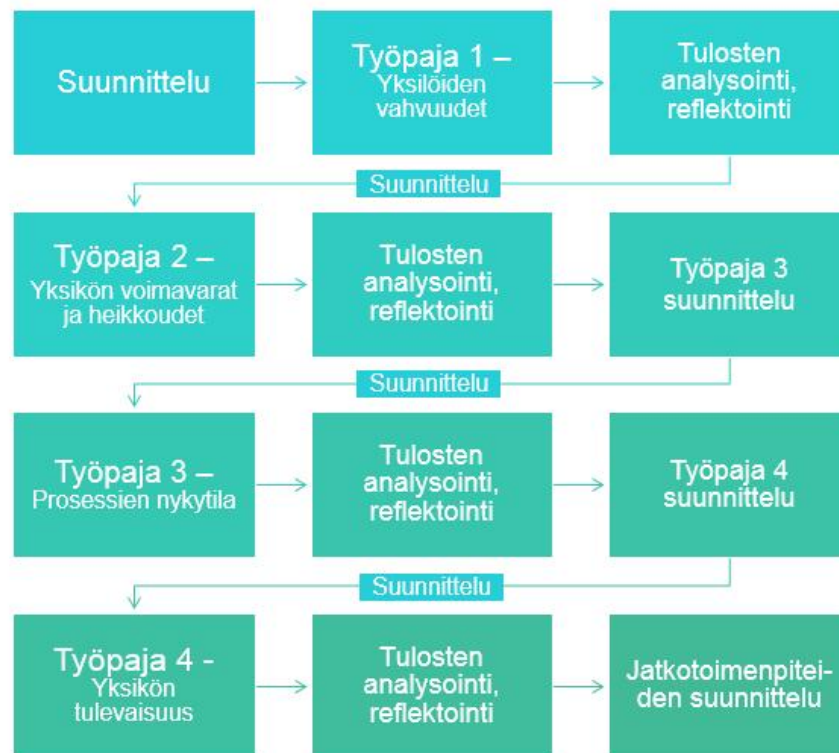 Suunnittelu
Työpaja 1 –
Yksilöiden
vahvuudet
Tulosten
analysointi,
reflektointi
Suunnittelu
Työpaja 2 –
Yksikön voimavarat
ja heikkoudet
Tulosten
analysointi,
reflektointi
Työpaja 3
suunnittelu
Suunnittelu
Työpaja 3 –
Prosessien nykytila
Tulosten
analysointi,
reflektointi
Työpaja 4
suunnittelu
Suunnittelu
Työpaja 4 -
Yksikön
tulevaisuus
Tulosten
analysointi,
reflektointi
Jatkotoimenpitei-
den suunnittelu